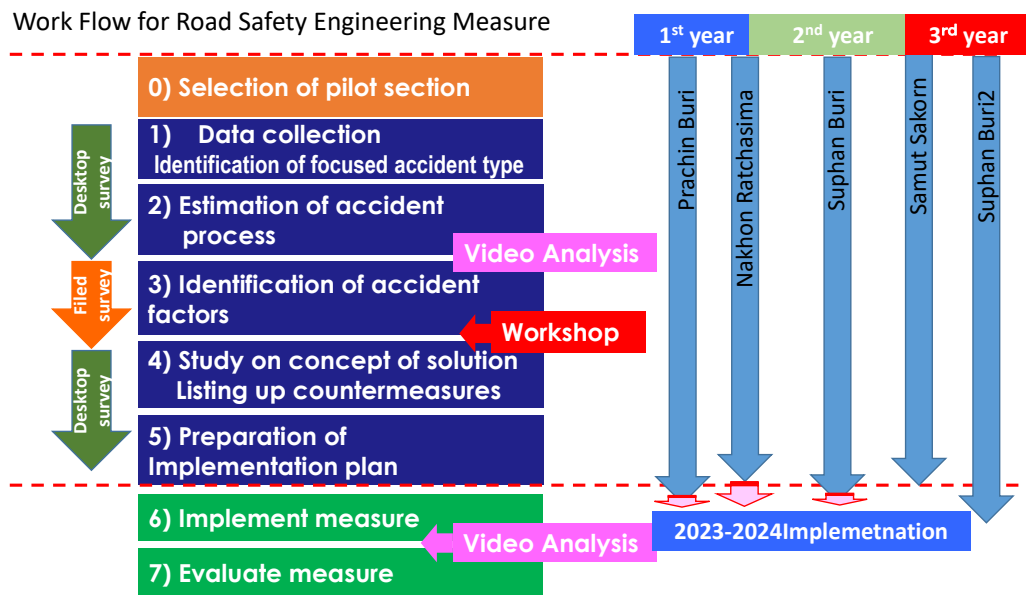 Work Flow for Road Safety Engineering Measure
1st year
2nd year
3rd year
0) Selection of pilot section
1) Data collection
Identification of focused accident type
2) Estimation of accident
process
Video Analysis
3) Identification of accident
factors
Workshop
4) Study on concept of solution
Listing up countermeasures
5) Preparation of
Implementation plan
6) Implement measure
Video Analysis
7) Evaluate measure
Desktop
survey
Filed
survey
Desktop
survey
Prachin Buri
Nakhon Ratchasima
Suphan Buri
Samut Sakorn
Suphan Buri2
2023-2024Implemetnation